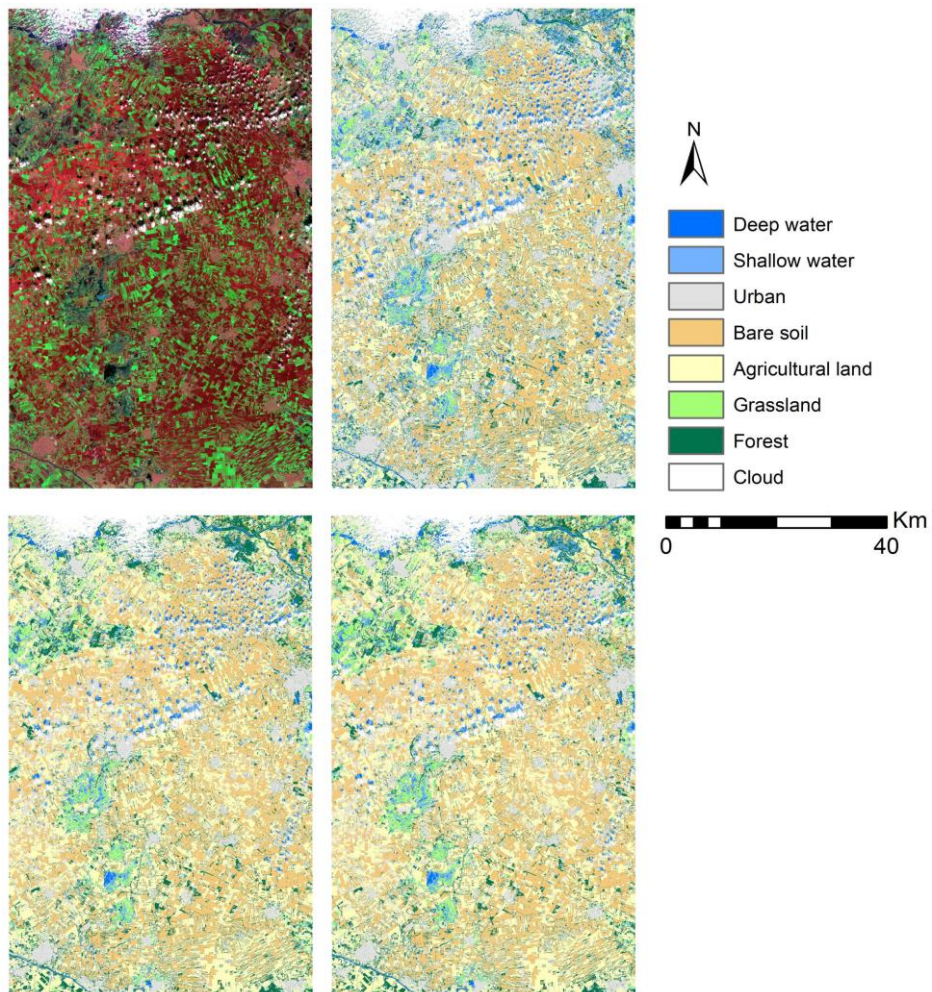 N
Deep water
Shallow water
Urban
Bare soil
Agricultural land
Grassland
Forest
Cloud
Km
0 40